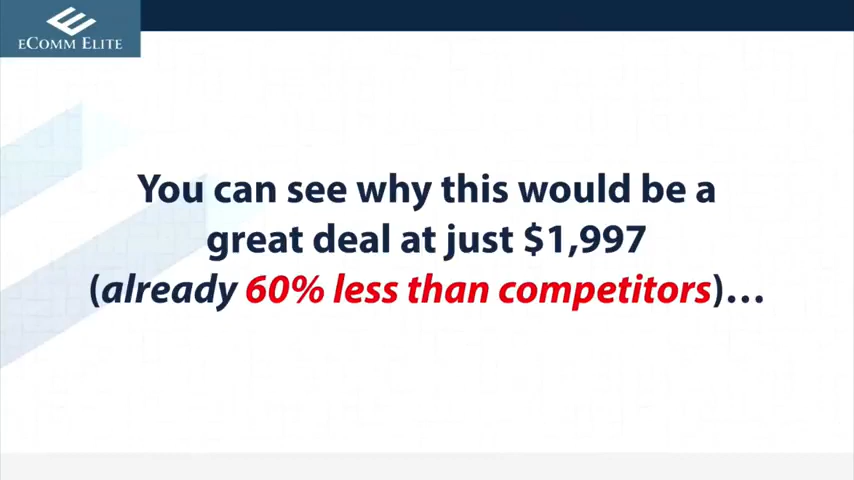 eComm Elite
You can see why this would be a
great deal at just $1,997
(already 60% less than competitors)...